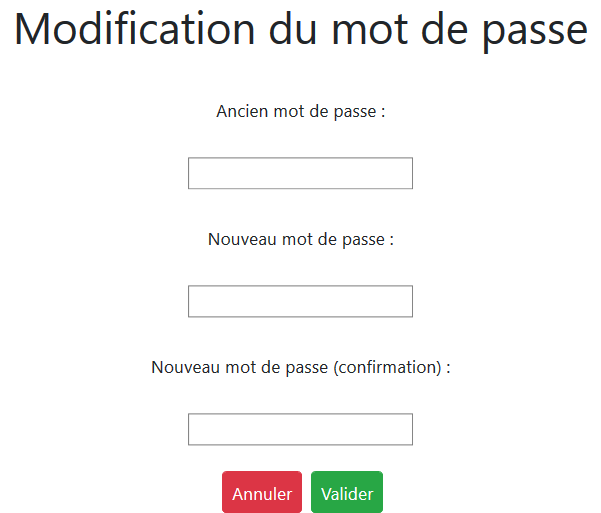 Modification du mot de passe
Ancien mot de passe :
Nouveau mot de passe :
Nouveau mot de passe (confirmation) :
Annuler Valider